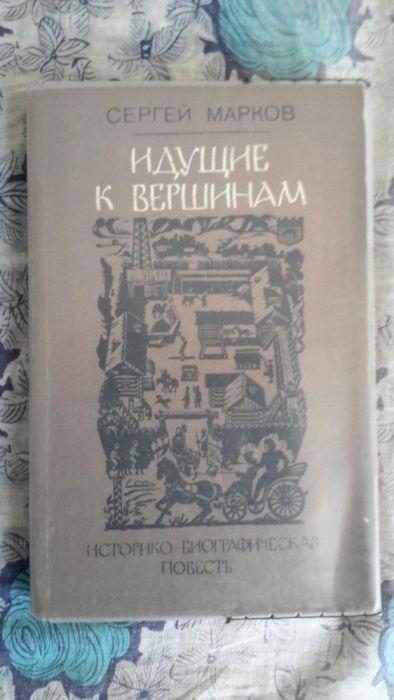 СЕРГЕЙ МАРКОВ
ИДУЩИЕ
К ВЕРШИНАМ
ИСТОРИКО-БИОГРАФИЧЕСКАЯ
ПОВЕСТЬ